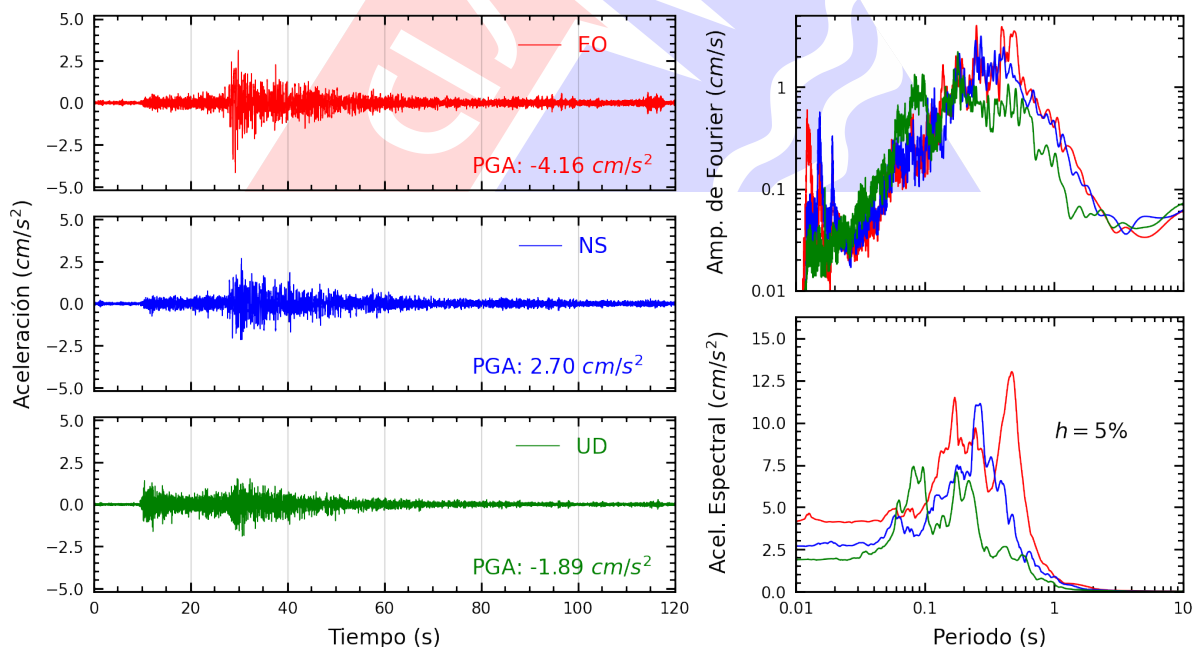 Aceleración (cm/s²)
5.0
2.5
0.0
−2.5
−5.0
EO
PGA: -4.16 cm/s²
5.0
2.5
0.0
−2.5
−5.0
NS
PGA: 2.70 cm/s²
5.0
2.5
0.0
−2.5
−5.0
UD
PGA: -1.89 cm/s²
0 20 40 60 80 100 120
Tiempo (s)
Amp. de Fourier (cm/s)
1
0.1
0.01
Acel. Espectral (cm/s²)
15.0
12.5
10.0
7.5
5.0
2.5
0.0
h = 5%
0.01 0.1 1 10
Periodo (s)